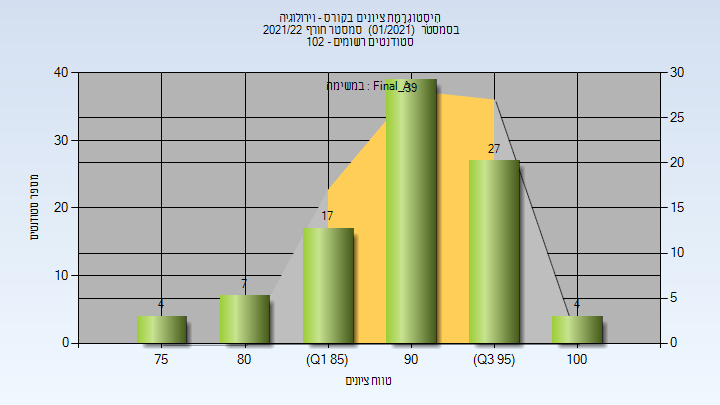 היסטוגרמת ציונים בקורס - וירולוגיה
בסמסטר (01/2021) סמסטר חורף 2021/22
סטודנטים רשומים - 102
במשימה : Final_A
40
30
20
10
0
30
25
20
15
10
5
0
4
7
17
39
27
4
75
80
(Q1 85)
90
(Q3 95)
100
מספר סטודנטים
טווח ציונים